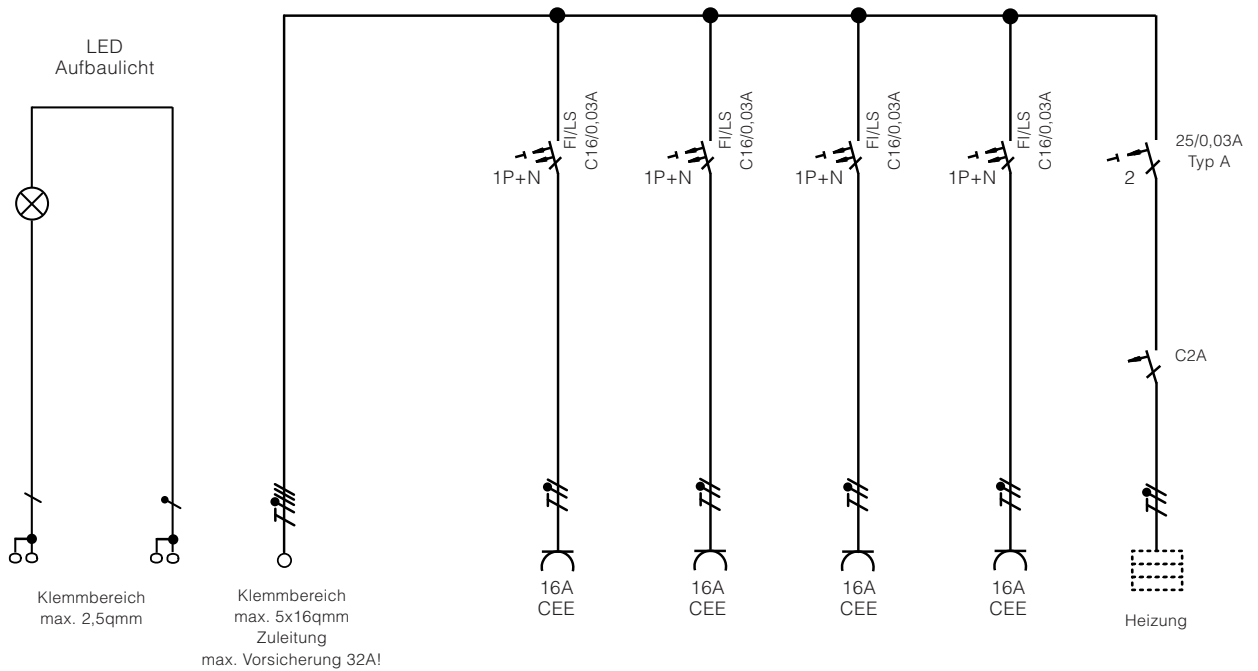 LED
Aufbaulicht
Klemmbereich
max. 2,5qmm
Klemmbereich
max. 5x16qmm
Zuleitung
max. Vorsicherung 32A!
FI/LS
C16/0,03A
1P+N
16A
CEE
FI/LS
C16/0,03A
1P+N
16A
CEE
FI/LS
C16/0,03A
1P+N
16A
CEE
FI/LS
C16/0,03A
1P+N
16A
CEE
25/0,03A
Typ A
2
C2A
Heizung